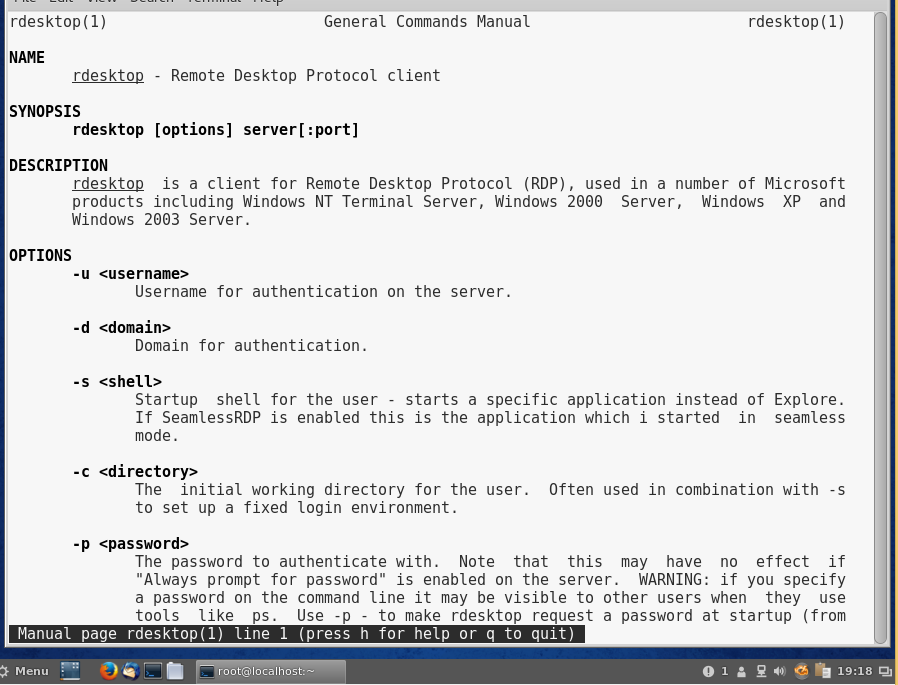 File Edit View Search Terminal Help
rdesktop(1) General Commands Manual rdesktop(1)
NAME
rdesktop - Remote Desktop Protocol client
SYNOPSIS
rdesktop [options] server[:port]
DESCRIPTION
rdesktop is a client for Remote Desktop Protocol (RDP), used in a number of Microsoft
products including Windows NT Terminal Server, Windows 2000 Server, Windows XP and
Windows 2003 Server.
OPTIONS
-u <username>
Username for authentication on the server.
-d <domain>
Domain for authentication.
-s <shell>
Startup shell for the user - starts a specific application instead of Explore.
If SeamlessRDP is enabled this is the application which i started in seamless
mode.
-c <directory>
The initial working directory for the user. Often used in combination with -s
to set up a fixed login environment.
-p <password>
The password to authenticate with. Note that this may have no effect if
"Always prompt for password" is enabled on the server. WARNING: if you specify
a password on the command line it may be visible to other users when they use
tools like ps. Use -p - to make rdesktop request a password at startup (from
Manual page rdesktop(1) line 1 (press h for help or q to quit)
Menu root@localhost:~ 1 19:18